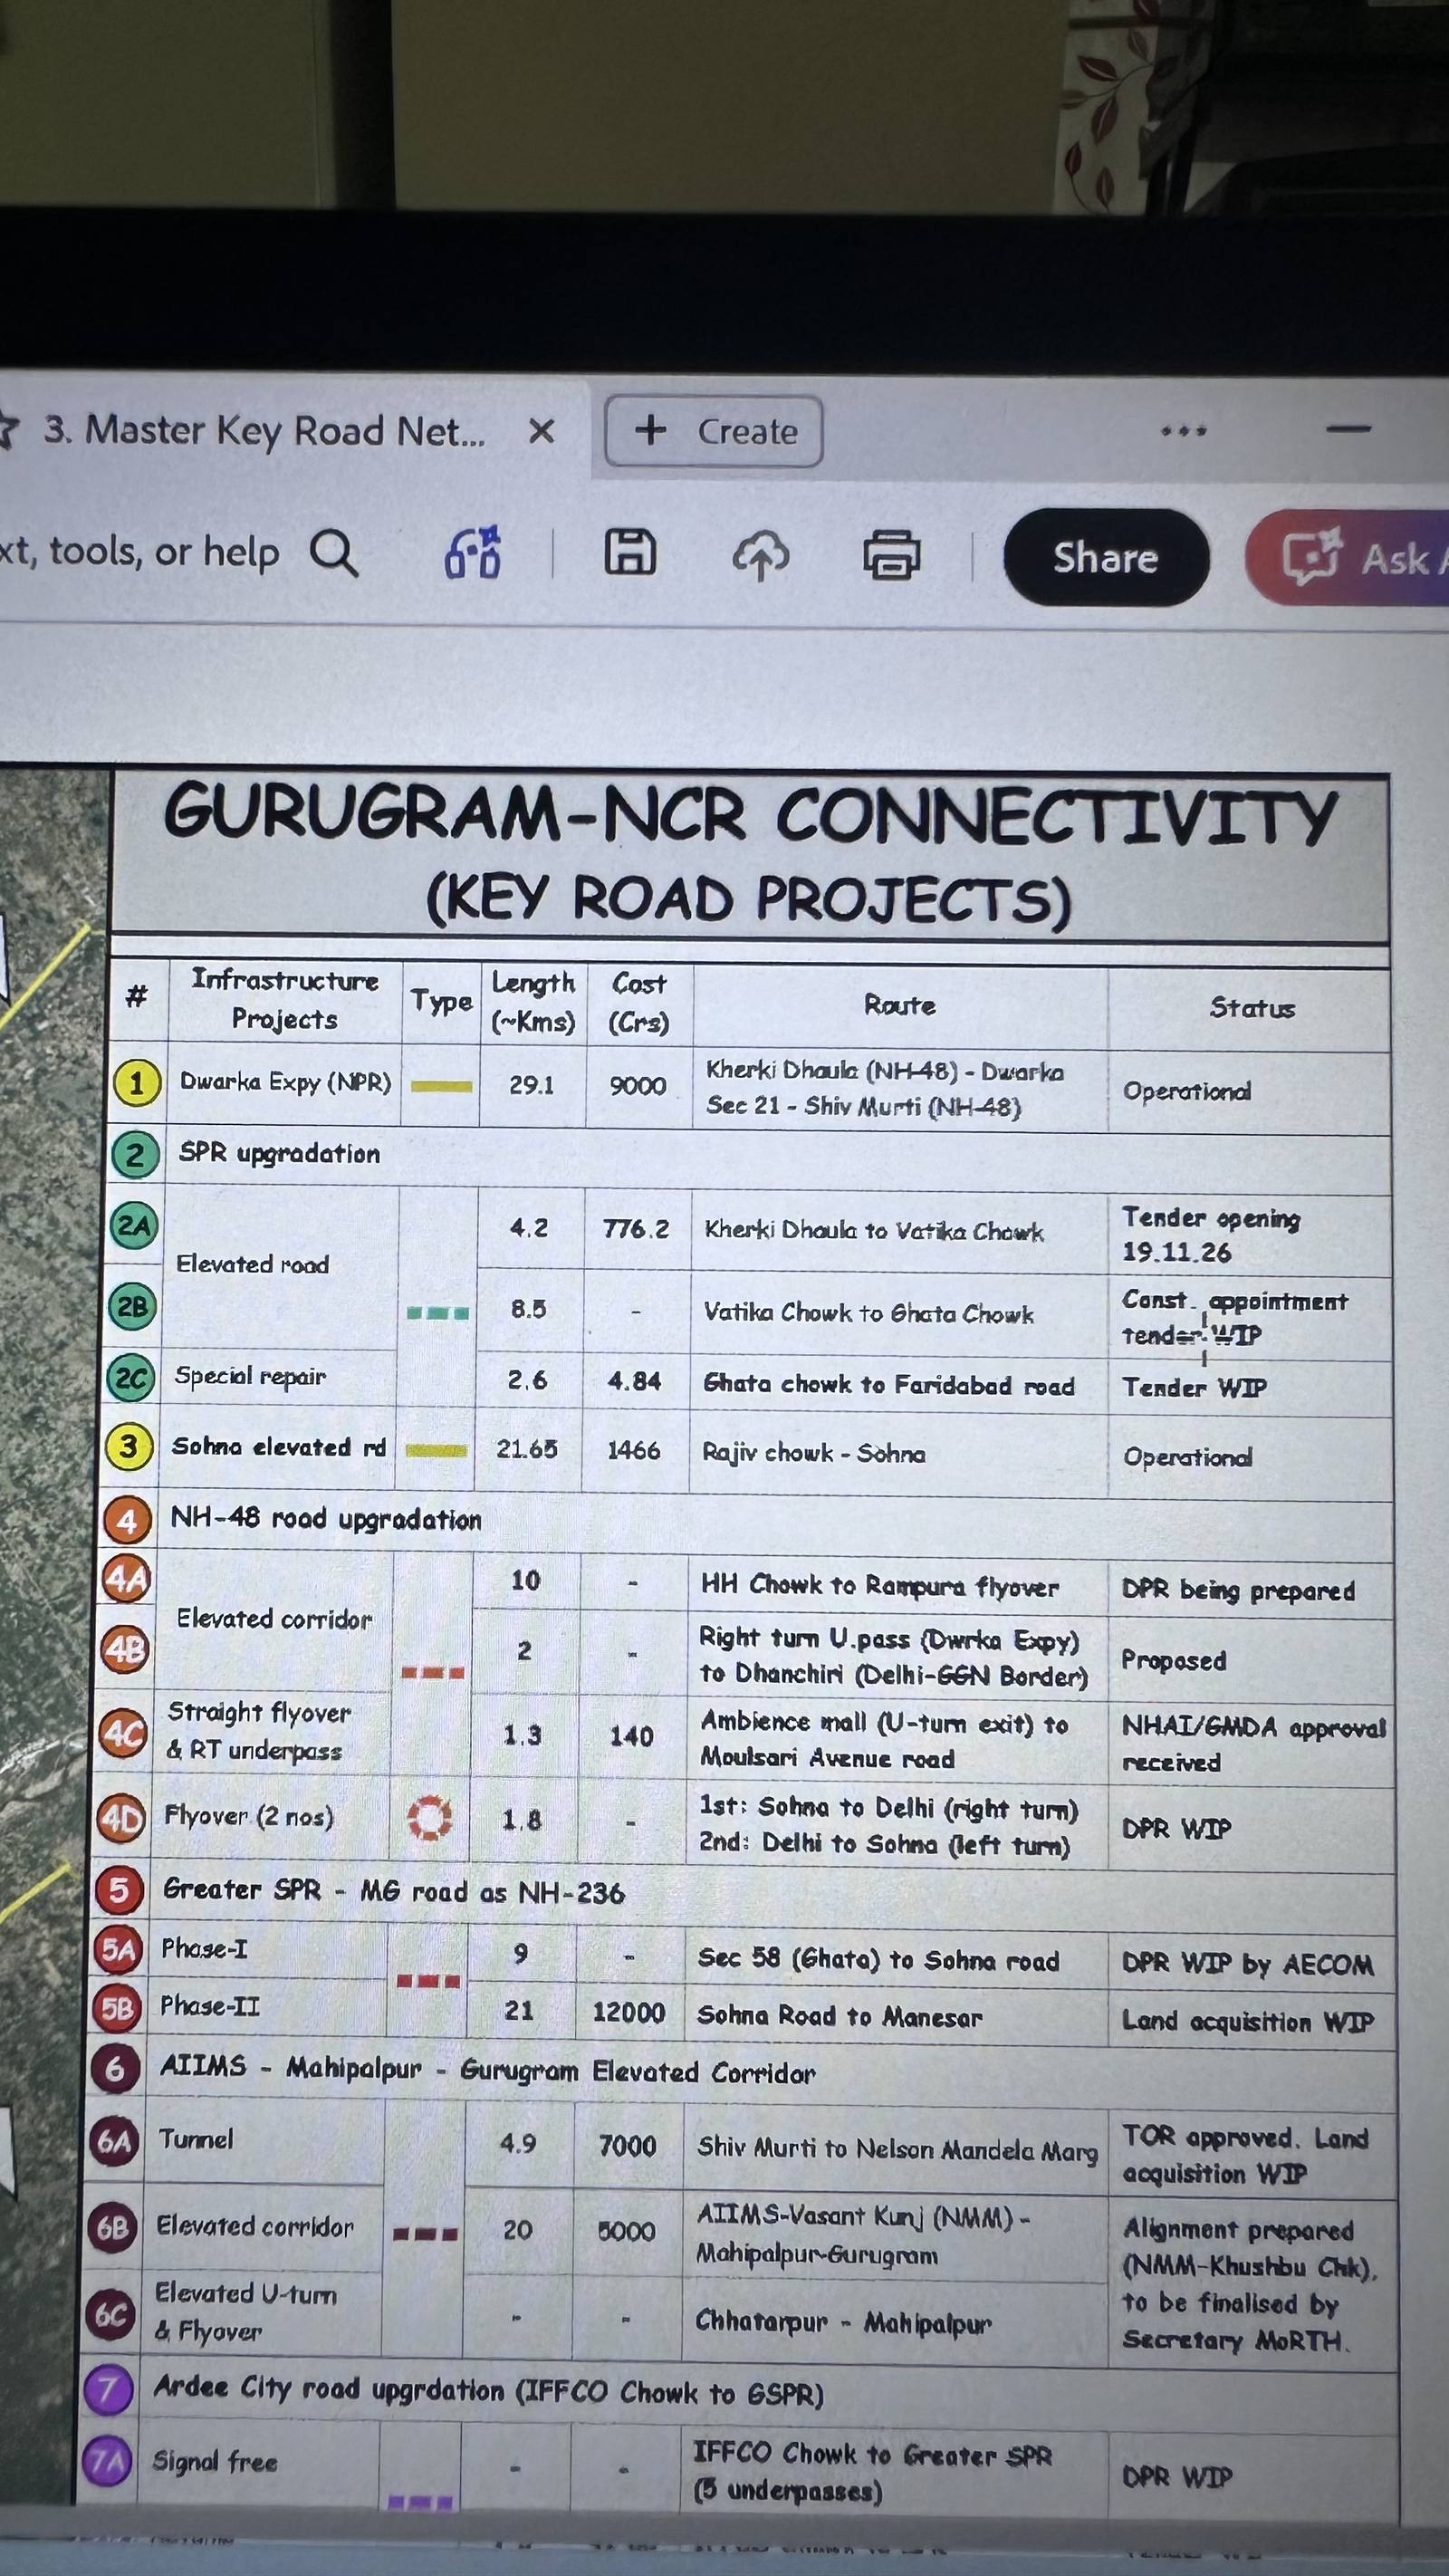 3. Master Key Road Net...
+ Create
xt, tools, or help
Share
Ask A
GURUGRAM-NCR CONNECTIVITY
(KEY ROAD PROJECTS)
# Infrastructure Projects Type Length (~Kms) Cost (Crs) Route Status
1 Dwarka Expy (NPR) 29.1 9000 Kherki Dhaula (NH-48) - Dwarka Sec 21 - Shiv Murti (NH-48) Operational
2 SPR upgradation
2A Elevated road 4.2 776.2 Kherki Dhaula to Vatika Chowk Tender opening 19.11.26
2B 8.5 - Vatika Chowk to Ghata Chowk Const. appointment tender WIP
2C Special repair 2.6 4.84 Ghata chowk to Faridabad road Tender WIP
3 Sohna elevated rd 21.65 1466 Rajiv chowk - Sohna Operational
4 NH-48 road upgradation
4A Elevated corridor 10 - HH Chowk to Rampura flyover DPR being prepared
4B 2 - Right turn U.pass (Dwrka Expy) to Dhanchiri (Delhi-GGN Border) Proposed
4C Straight flyover & RT underpass 1.3 140 Ambience mall (U-turn exit) to Moulsari Avenue road NHAI/GMDA approval received
4D Flyover (2 nos) 1.8 - 1st: Sohna to Delhi (right turn) 2nd: Delhi to Sohna (left turn) DPR WIP
5 Greater SPR - MG road as NH-236
5A Phase-I 9 - Sec 58 (Ghata) to Sohna road DPR WIP by AECOM
5B Phase-II 21 12000 Sohna Road to Manesar Land acquisition WIP
6 AIIMS - Mahipalpur - Gurugram Elevated Corridor
6A Tunnel 4.9 7000 Shiv Murti to Nelson Mandela Marg TOR approved. Land acquisition WIP
6B Elevated corridor 20 5000 AIIMS-Vasant Kunj (NMM) - Mahipalpur-Gurugram Alignment prepared (NMM-Khushbu Chk), to be finalised by Secretary MoRTH.
6C Elevated U-turn & Flyover - - Chhatarpur - Mahipalpur
7 Ardee City road upgrdation (IFFCO Chowk to GSPR)
7A Signal free - - IFFCO Chowk to Greater SPR (5 underpasses) DPR WIP